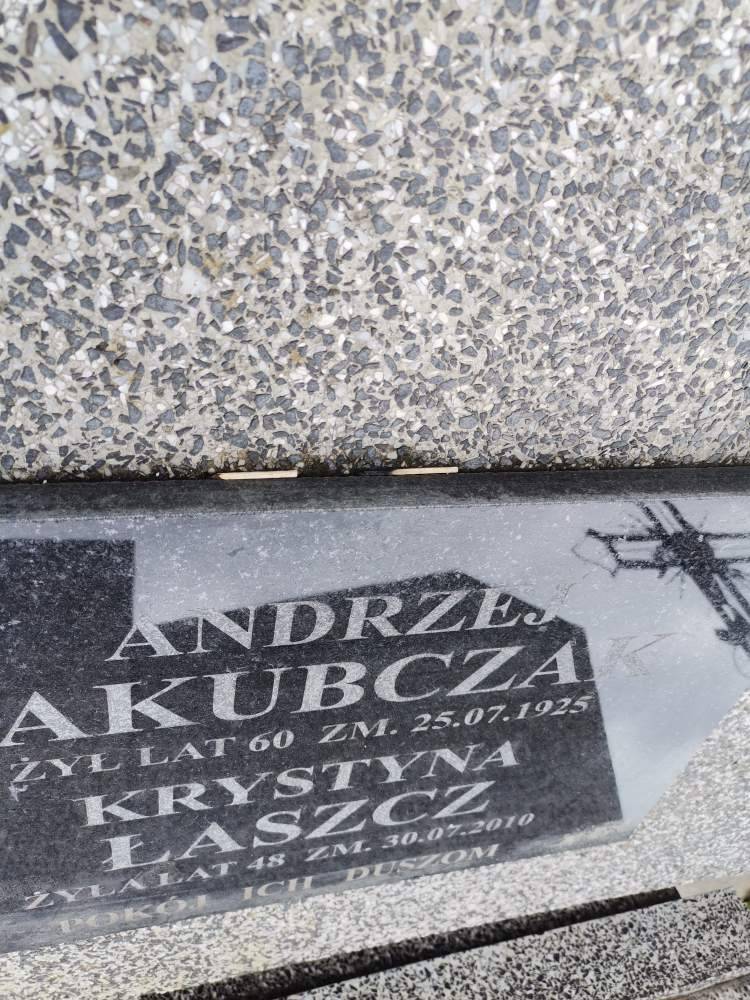 ANDRZEJ
AKUBCZAK
ŻYŁ LAT 60 ZM. 25.07.1925
KRYSTYNA
ŁASZCZ
ŻYŁA LAT 48 ZM. 30.07.2010
POKÓJ ICH DUSZOM